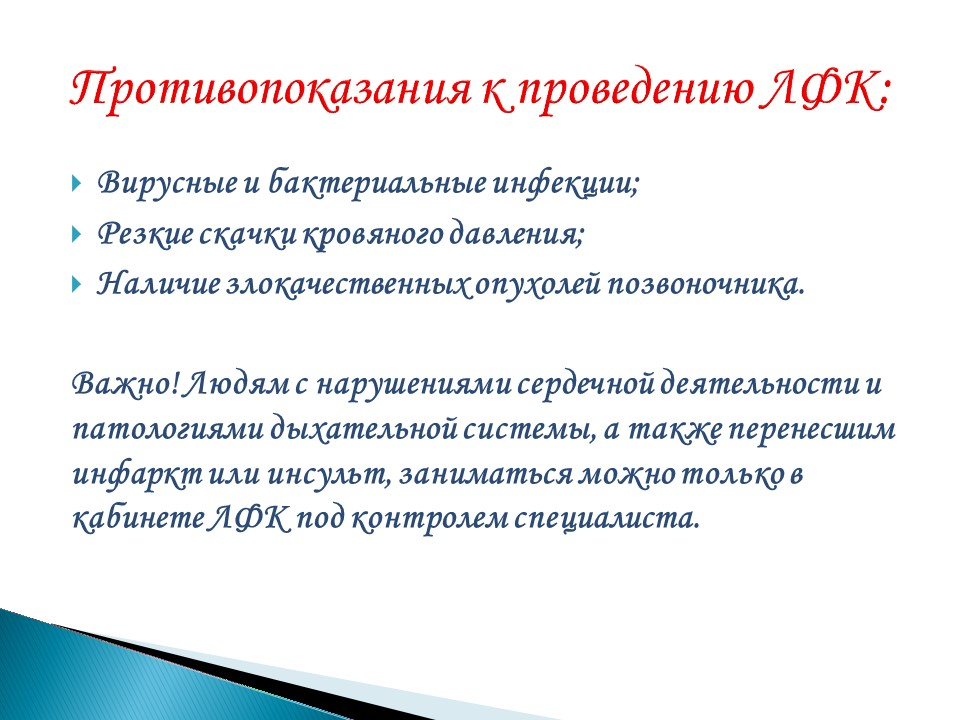 Противопоказания к проведению ЛФК:
Вирусные и бактериальные инфекции;
Резкие скачки кровяного давления;
Наличие злокачественных опухолей позвоночника.
Важно! Людям с нарушениями сердечной деятельности и
патологиями дыхательной системы, а также перенесшим
инфаркт или инсульт, заниматься можно только в
кабинете ЛФК под контролем специалиста.